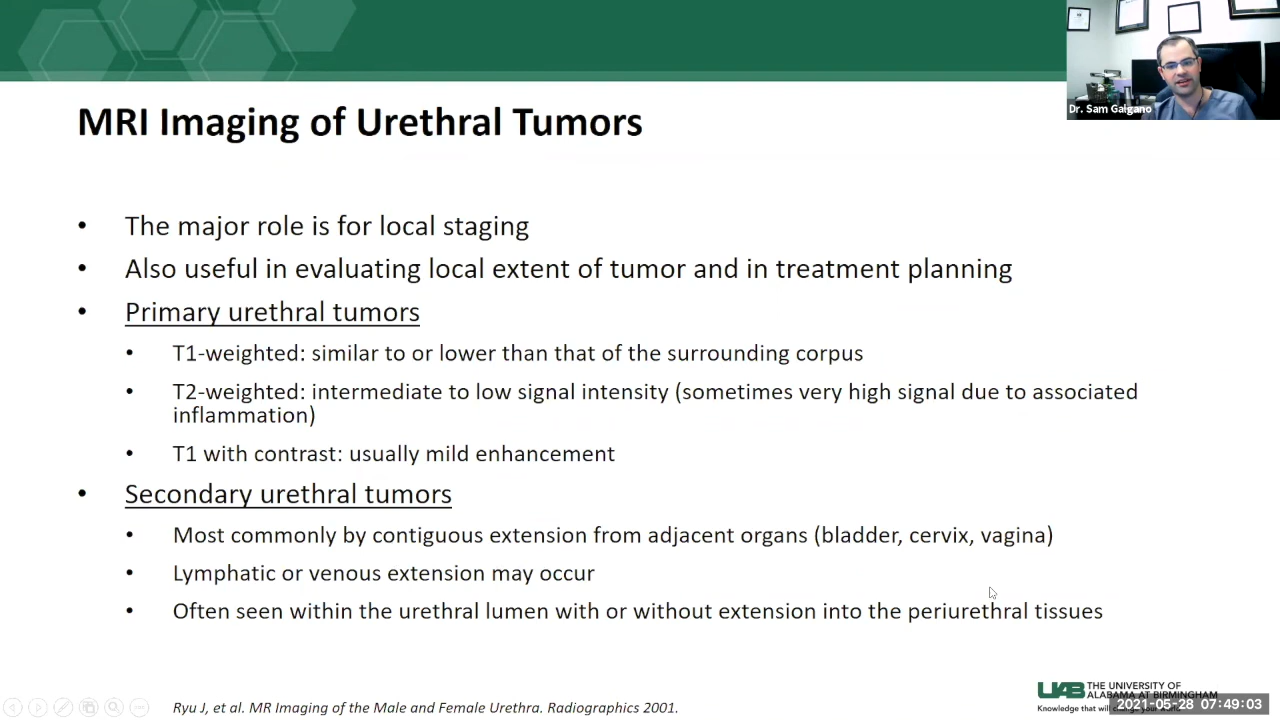 Dr. Sam Galgano
MRI Imaging of Urethral Tumors
• The major role is for local staging
• Also useful in evaluating local extent of tumor and in treatment planning
• Primary urethral tumors
• T1-weighted: similar to or lower than that of the surrounding corpus
• T2-weighted: intermediate to low signal intensity (sometimes very high signal due to associated
inflammation)
• T1 with contrast: usually mild enhancement
• Secondary urethral tumors
• Most commonly by contiguous extension from adjacent organs (bladder, cervix, vagina)
• Lymphatic or venous extension may occur
• Often seen within the urethral lumen with or without extension into the periurethral tissues
Ryu J, et al. MR Imaging of the Male and Female Urethra. Radiographics 2001.
UAB THE UNIVERSITY OF
ALABAMA AT BIRMINGHAM
Knowledge that will change your world
2021-05-28 07:49:03